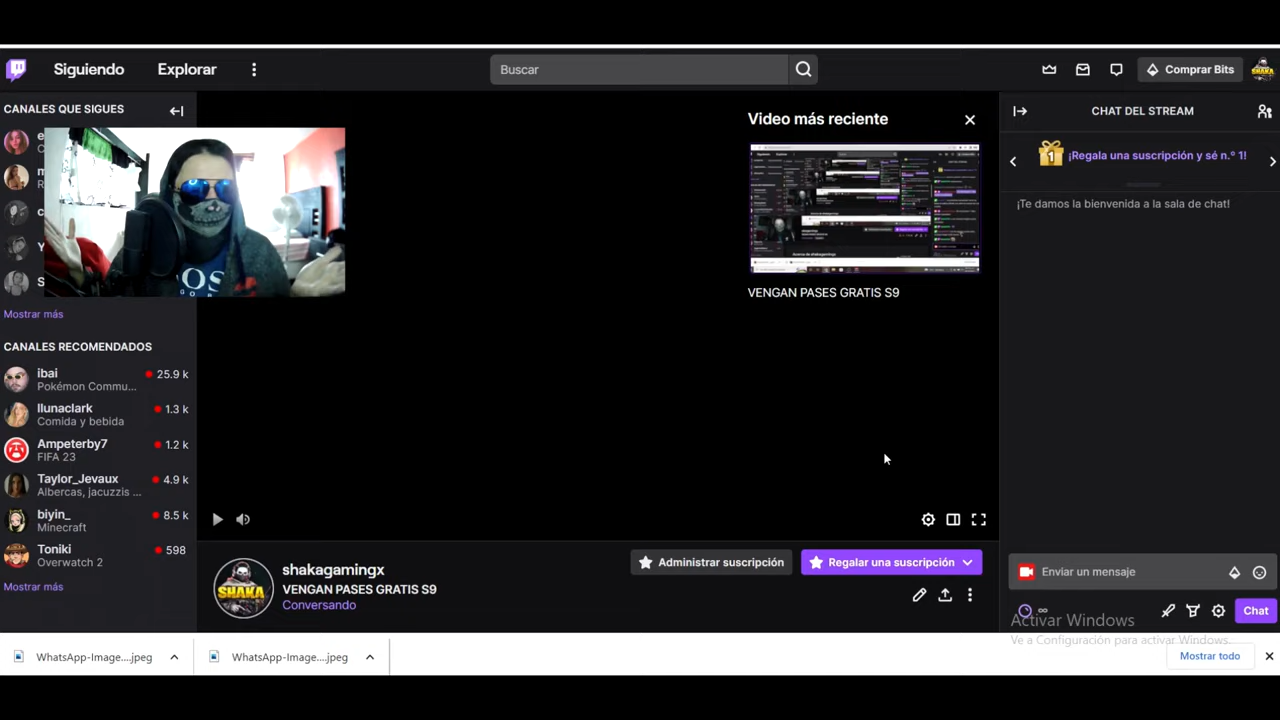 Siguiendo
Explorar
Buscar
Comprar Bits
SHAKA
CANALES QUE SIGUES
Mostrar más
CANALES RECOMENDADOS
ibai
25.9 k
Pokémon Commu...
llunaclark
1.3 k
Comida y bebida
Ampeterby7
1.2 k
FIFA 23
Taylor_Jevaux
4.9 k
Albercas, jacuzzis ...
biyin_
8.5 k
Minecraft
Toniki
598
Overwatch 2
Mostrar más
Video más reciente
VENGAN PASES GRATIS S9
SHAKA
shakagamingx
VENGAN PASES GRATIS S9
Conversando
Administrar suscripción
Regalar una suscripción
CHAT DEL STREAM
1
¡Regala una suscripción y sé n.º 1!
¡Te damos la bienvenida a la sala de chat!
Enviar un mensaje
Chat
Activar Windows
Ve a Configuración para activar Windows.
WhatsApp-Image....jpeg
WhatsApp-Image....jpeg
Mostrar todo